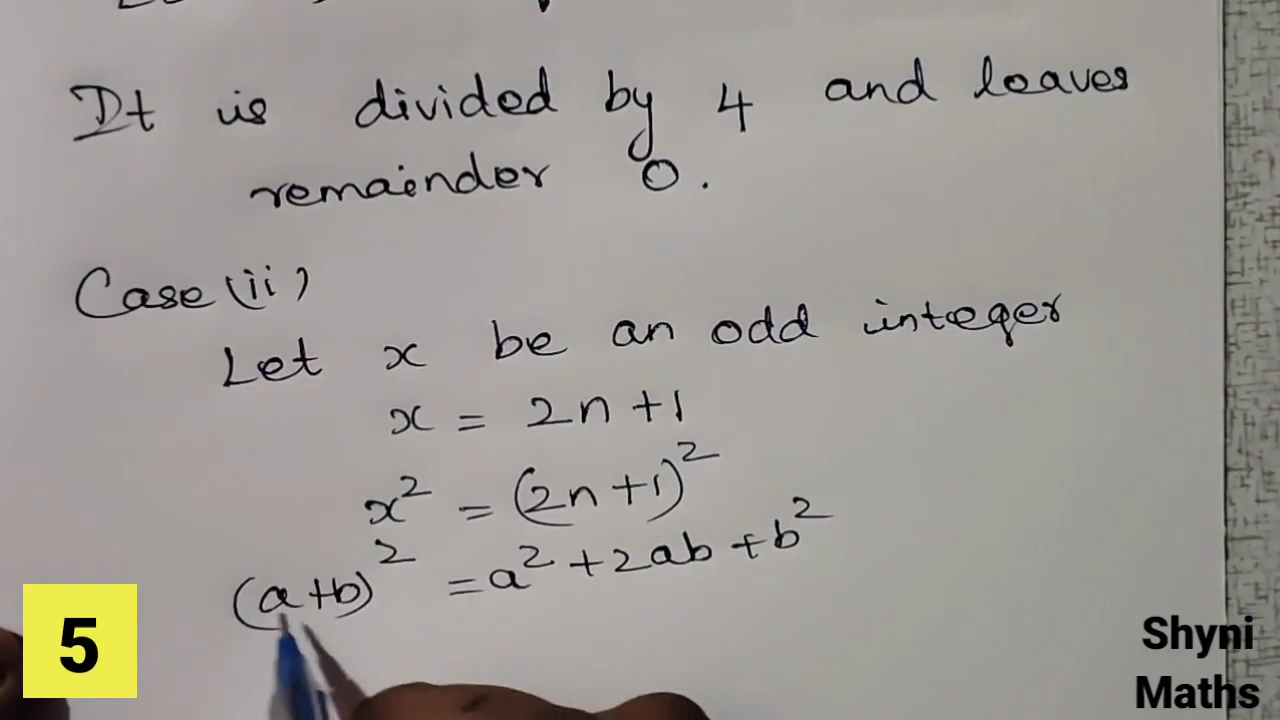 It is divided by 4 and leaves
remainder 0.
Case (ii)
Let x be an odd integer
x = 2n+1
x² = (2n+1)²
(a+b)² = a²+2ab+b²
5
Shyni
Maths